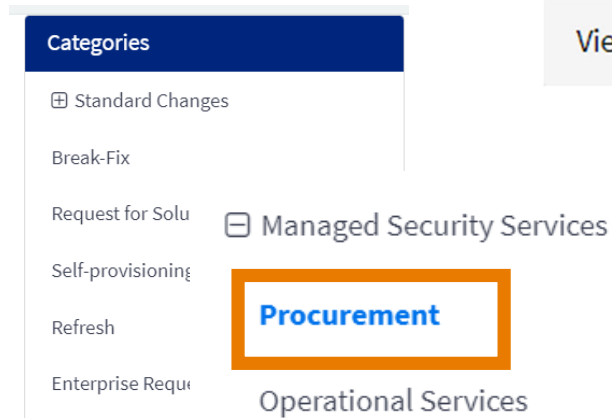 Categories
Standard Changes
Break-Fix
Request for Solu
Self-provisioning
Refresh
Enterprise Reque
Vie
Managed Security Services
Procurement
Operational Services